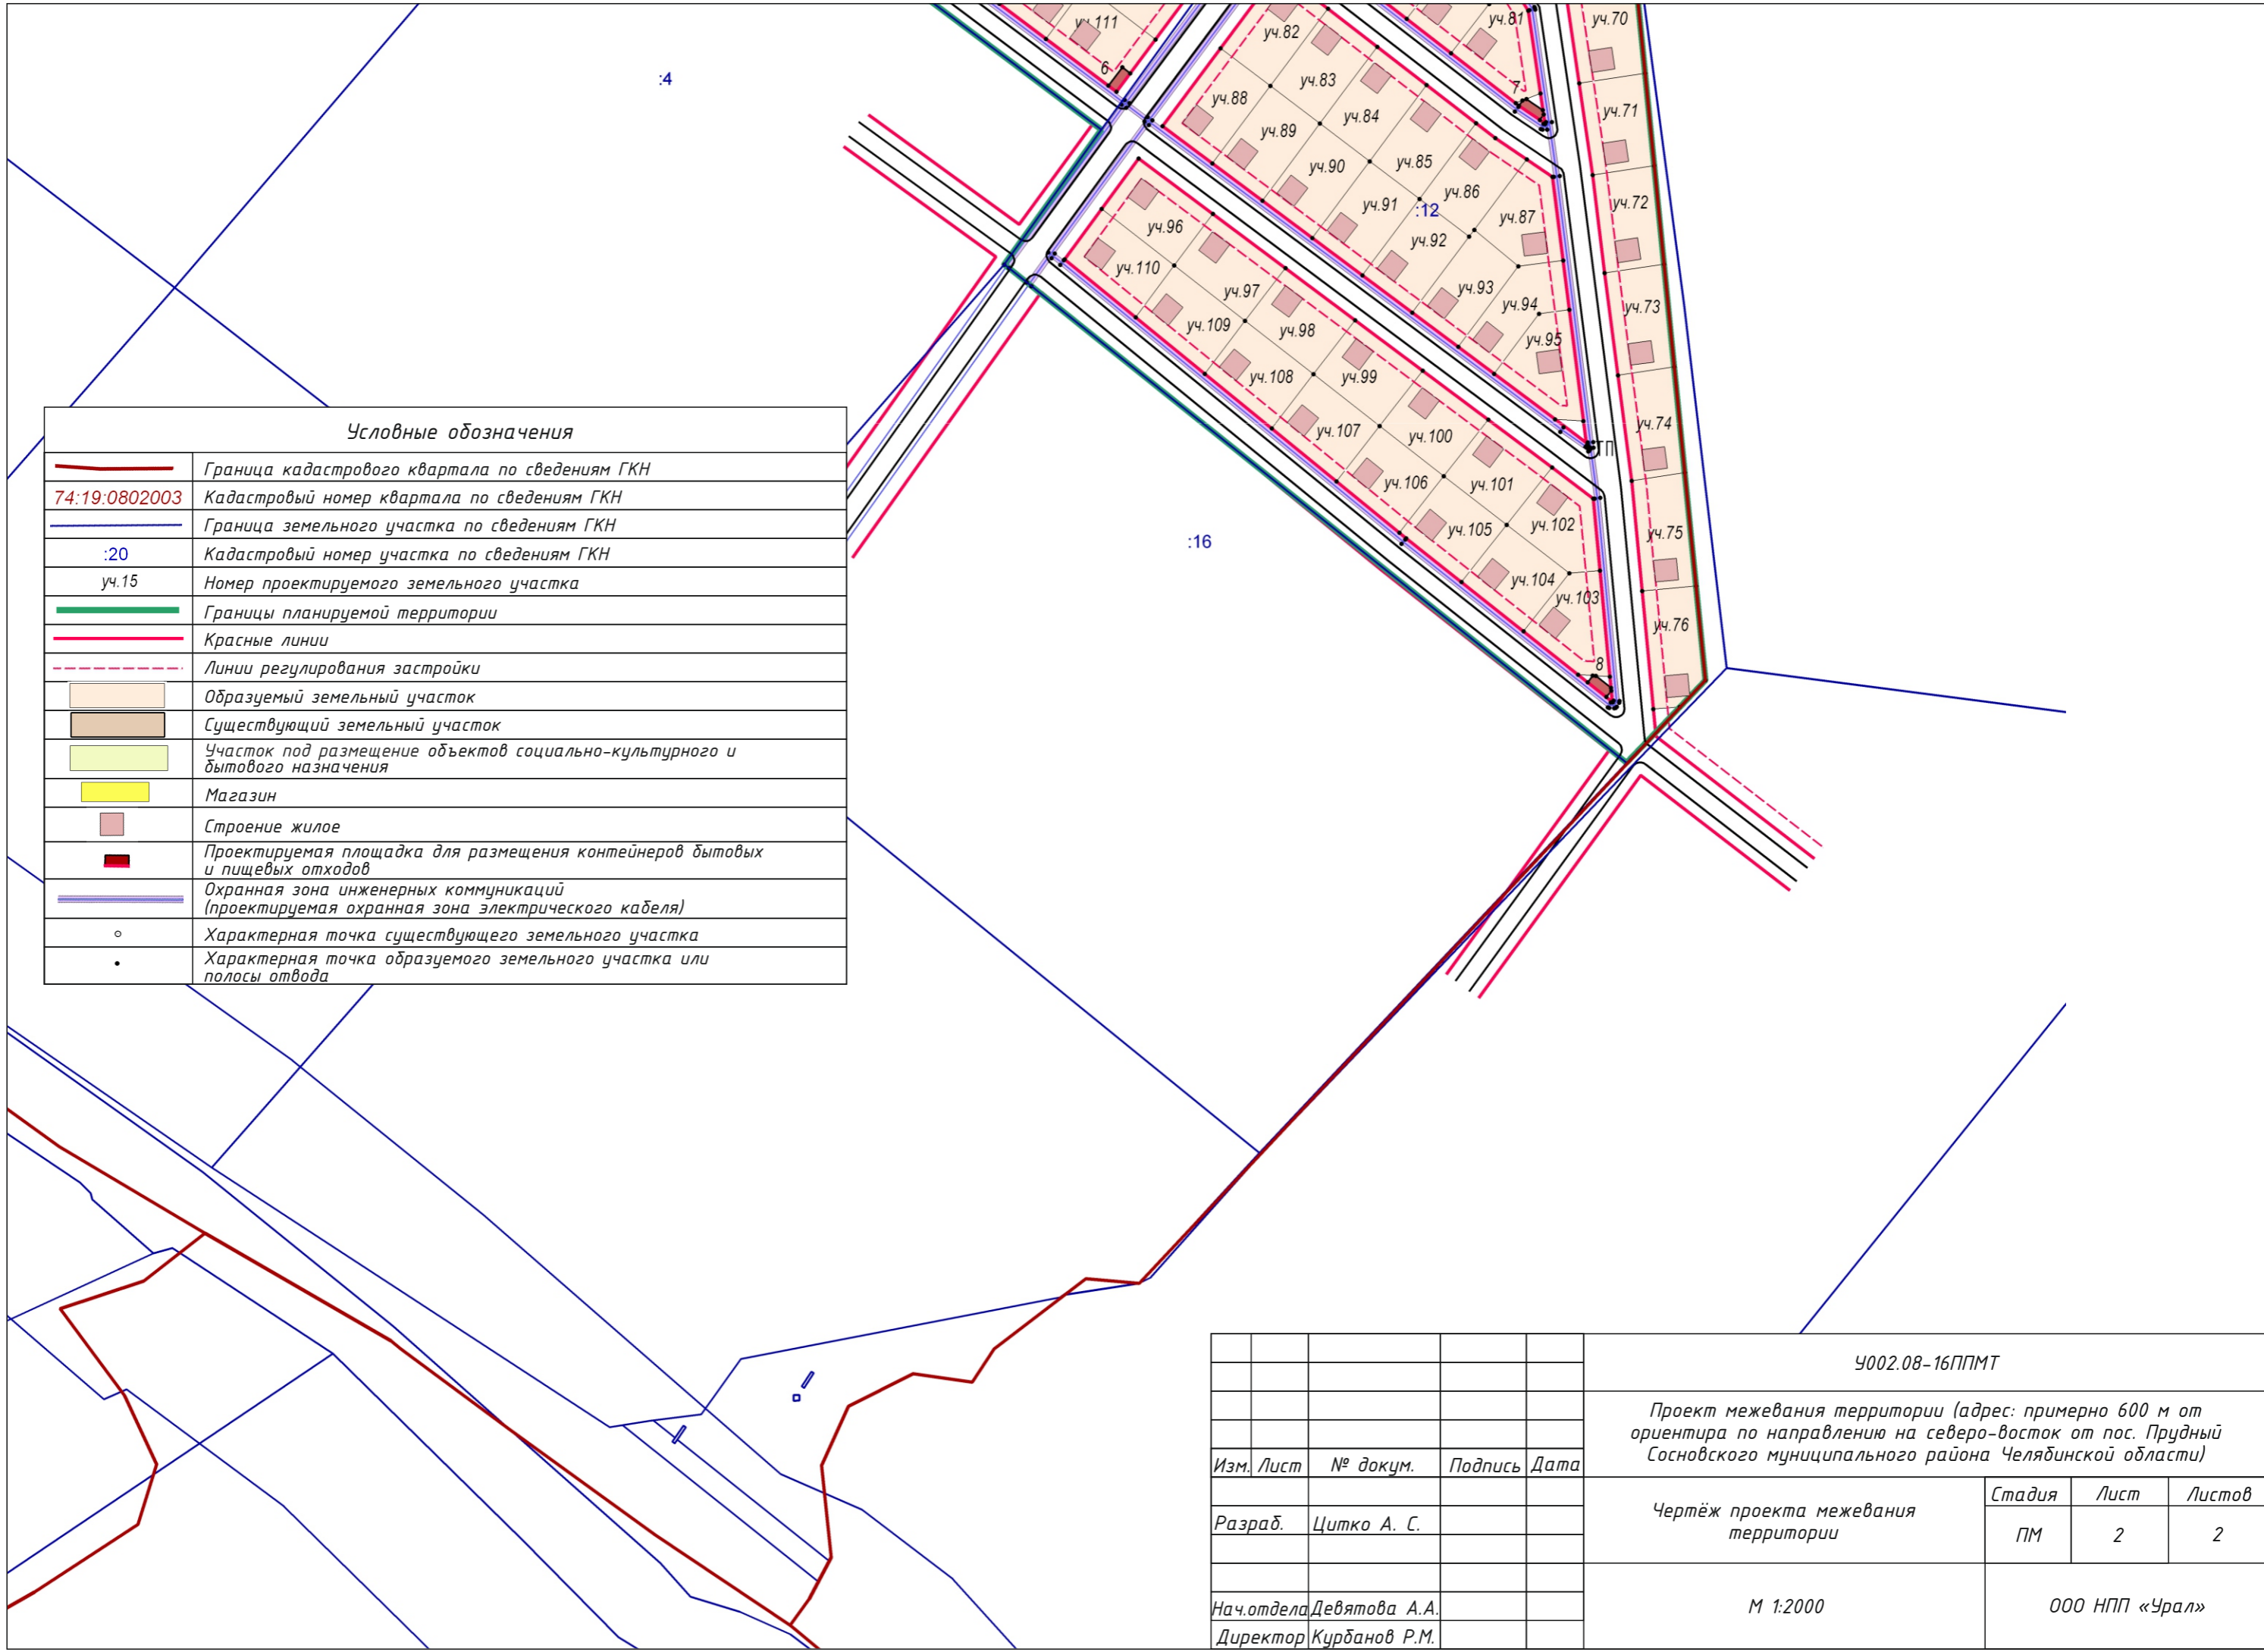 :4
:12
:16
уч.111
6
уч.82
уч.83
уч.84
уч.85
уч.86
уч.87
уч.88
уч.89
уч.90
уч.91
уч.92
уч.93
уч.94
уч.95
уч.81
7
уч.70
уч.71
уч.72
уч.73
уч.74
уч.75
уч.76
ТП
уч.96
уч.97
уч.98
уч.99
уч.100
уч.101
уч.102
уч.103
уч.104
уч.105
уч.106
уч.107
уч.108
уч.109
уч.110
8
Условные обозначения
Граница кадастрового квартала по сведениям ГКН
74:19:0802003 Кадастровый номер квартала по сведениям ГКН
Граница земельного участка по сведениям ГКН
:20 Кадастровый номер участка по сведениям ГКН
уч.15 Номер проектируемого земельного участка
Границы планируемой территории
Красные линии
Линии регулирования застройки
Образуемый земельный участок
Существующий земельный участок
Участок под размещение объектов социально-культурного и
бытового назначения
Магазин
Строение жилое
Проектируемая площадка для размещения контейнеров бытовых
и пищевых отходов
Охранная зона инженерных коммуникаций
(проектируемая охранная зона электрического кабеля)
Характерная точка существующего земельного участка
Характерная точка образуемого земельного участка или
полосы отвода
У002.08-16ППМТ
Проект межевания территории (адрес: примерно 600 м от
ориентира по направлению на северо-восток от пос. Прудный
Сосновского муниципального района Челябинской области)
Изм. Лист № докум. Подпись Дата
Чертёж проекта межевания
территории
Стадия Лист Листов
ПМ 2 2
Разраб. Цитко А. С.
Нач.отдела Девятова А.А.
Директор Курбанов Р.М.
М 1:2000
ООО НПП «Урал»